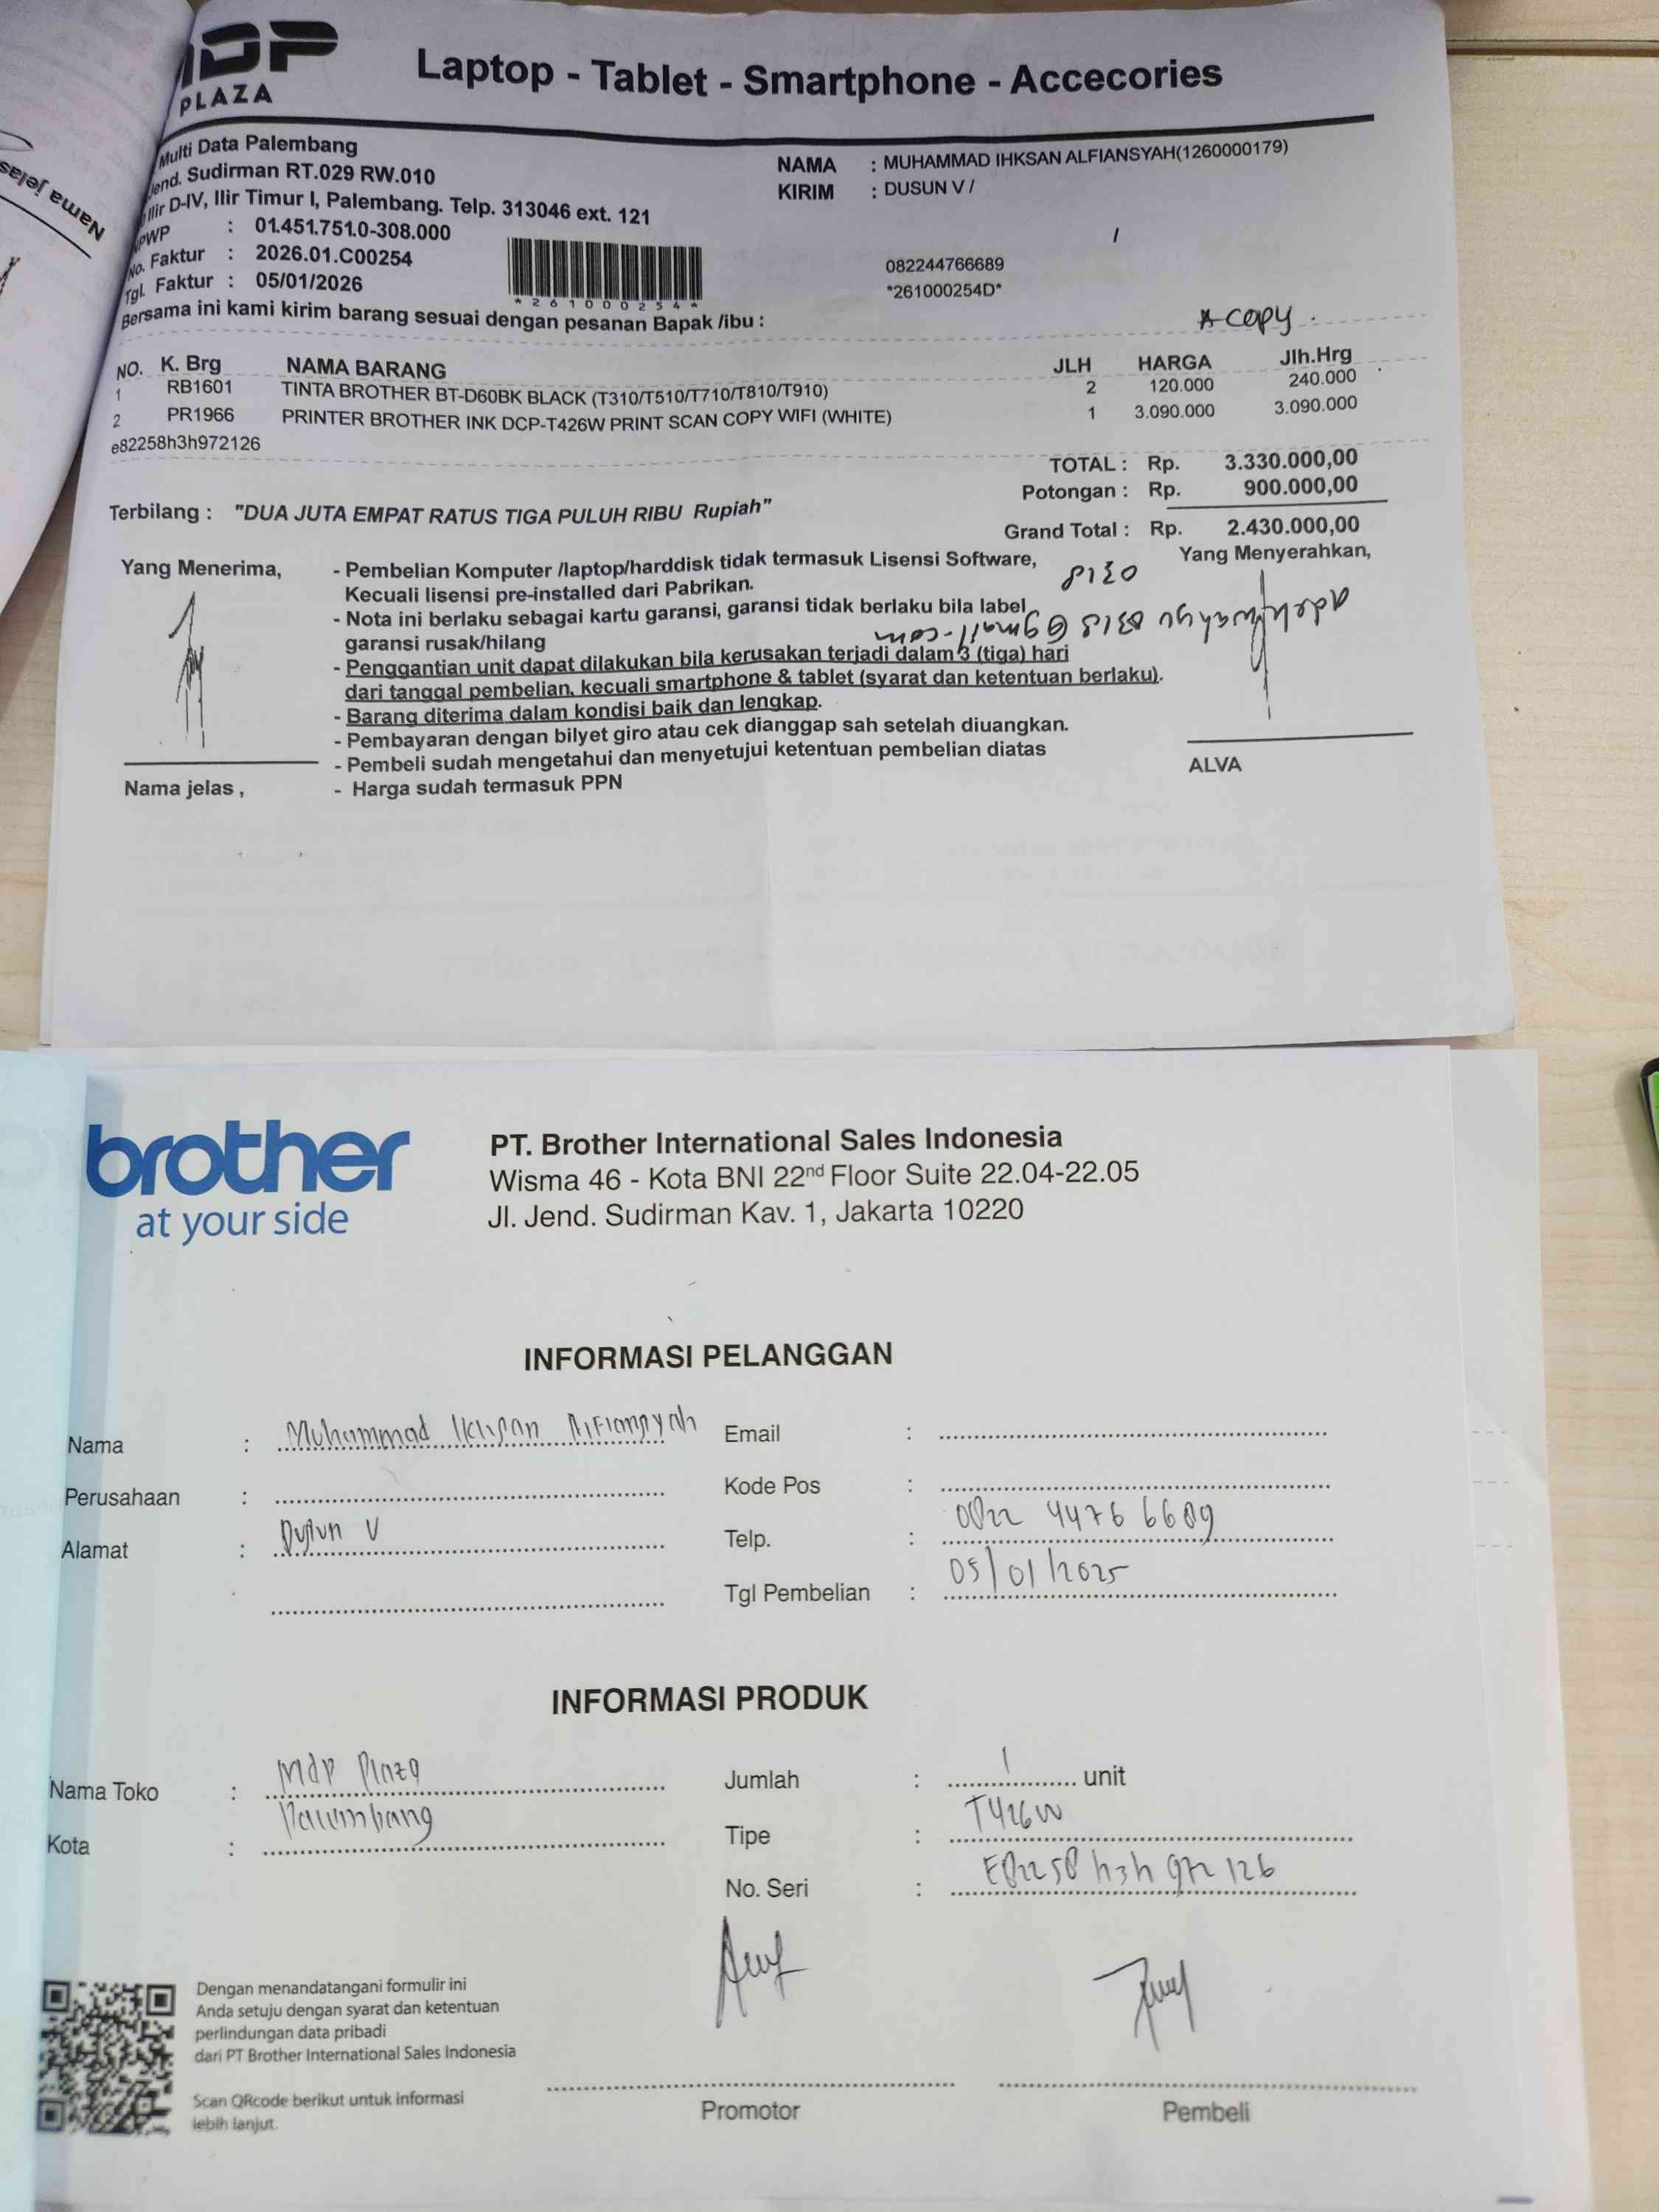 MDP
PLAZA
Laptop - Tablet - Smartphone - Accecories
Multi Data Palembang
Jend. Sudirman RT.029 RW.010
Ilir D-IV, Ilir Timur I, Palembang. Telp. 313046 ext. 121
NPWP : 01.451.751.0-308.000
No. Faktur : 2026.01.C00254
Tgl. Faktur : 05/01/2026
*261000254*
NAMA : MUHAMMAD IHKSAN ALFIANSYAH(1260000179)
KIRIM : DUSUN V /
/
082244766689
*261000254D*
Bersama ini kami kirim barang sesuai dengan pesanan Bapak /ibu :
copy
NO. K. Brg NAMA BARANG JLH HARGA Jlh.Hrg
1 RB1601 TINTA BROTHER BT-D60BK BLACK (T310/T510/T710/T810/T910) 2 120.000 240.000
2 PR1966 PRINTER BROTHER INK DCP-T426W PRINT SCAN COPY WIFI (WHITE) 1 3.090.000 3.090.000
e82258h3h972126
TOTAL : Rp. 3.330.000,00
Potongan : Rp. 900.000,00
Terbilang : "DUA JUTA EMPAT RATUS TIGA PULUH RIBU Rupiah"
Grand Total : Rp. 2.430.000,00
Yang Menerima,
Yang Menyerahkan,
- Pembelian Komputer /laptop/harddisk tidak termasuk Lisensi Software,
Kecuali lisensi pre-installed dari Pabrikan.
- Nota ini berlaku sebagai kartu garansi, garansi tidak berlaku bila label
garansi rusak/hilang
- Penggantian unit dapat dilakukan bila kerusakan terjadi dalam 3 (tiga) hari
dari tanggal pembelian, kecuali smartphone & tablet (syarat dan ketentuan berlaku).
- Barang diterima dalam kondisi baik dan lengkap.
- Pembayaran dengan bilyet giro atau cek dianggap sah setelah diuangkan.
- Pembeli sudah mengetahui dan menyetujui ketentuan pembelian diatas
- Harga sudah termasuk PPN
0318
@gmail.com
Nama jelas ,
ALVA
Nama jelas
brother
at your side
PT. Brother International Sales Indonesia
Wisma 46 - Kota BNI 22nd Floor Suite 22.04-22.05
Jl. Jend. Sudirman Kav. 1, Jakarta 10220
INFORMASI PELANGGAN
Nama : Muhammad Ikhsan Alfiansyah
Email :
Perusahaan :
Kode Pos :
Alamat : Dusun V
Telp. : 0822 4476 6689
Tgl Pembelian : 05/01/2025
INFORMASI PRODUK
Nama Toko : Mdp Plaza
Jumlah : 1 unit
Kota : Palembang
Tipe : T426W
No. Seri : E82258h3h972126
Dengan menandatangani formulir ini
Anda setuju dengan syarat dan ketentuan
perlindungan data pribadi
dari PT Brother International Sales Indonesia
Scan QRcode berikut untuk informasi
lebih lanjut.
Promotor
Pembeli